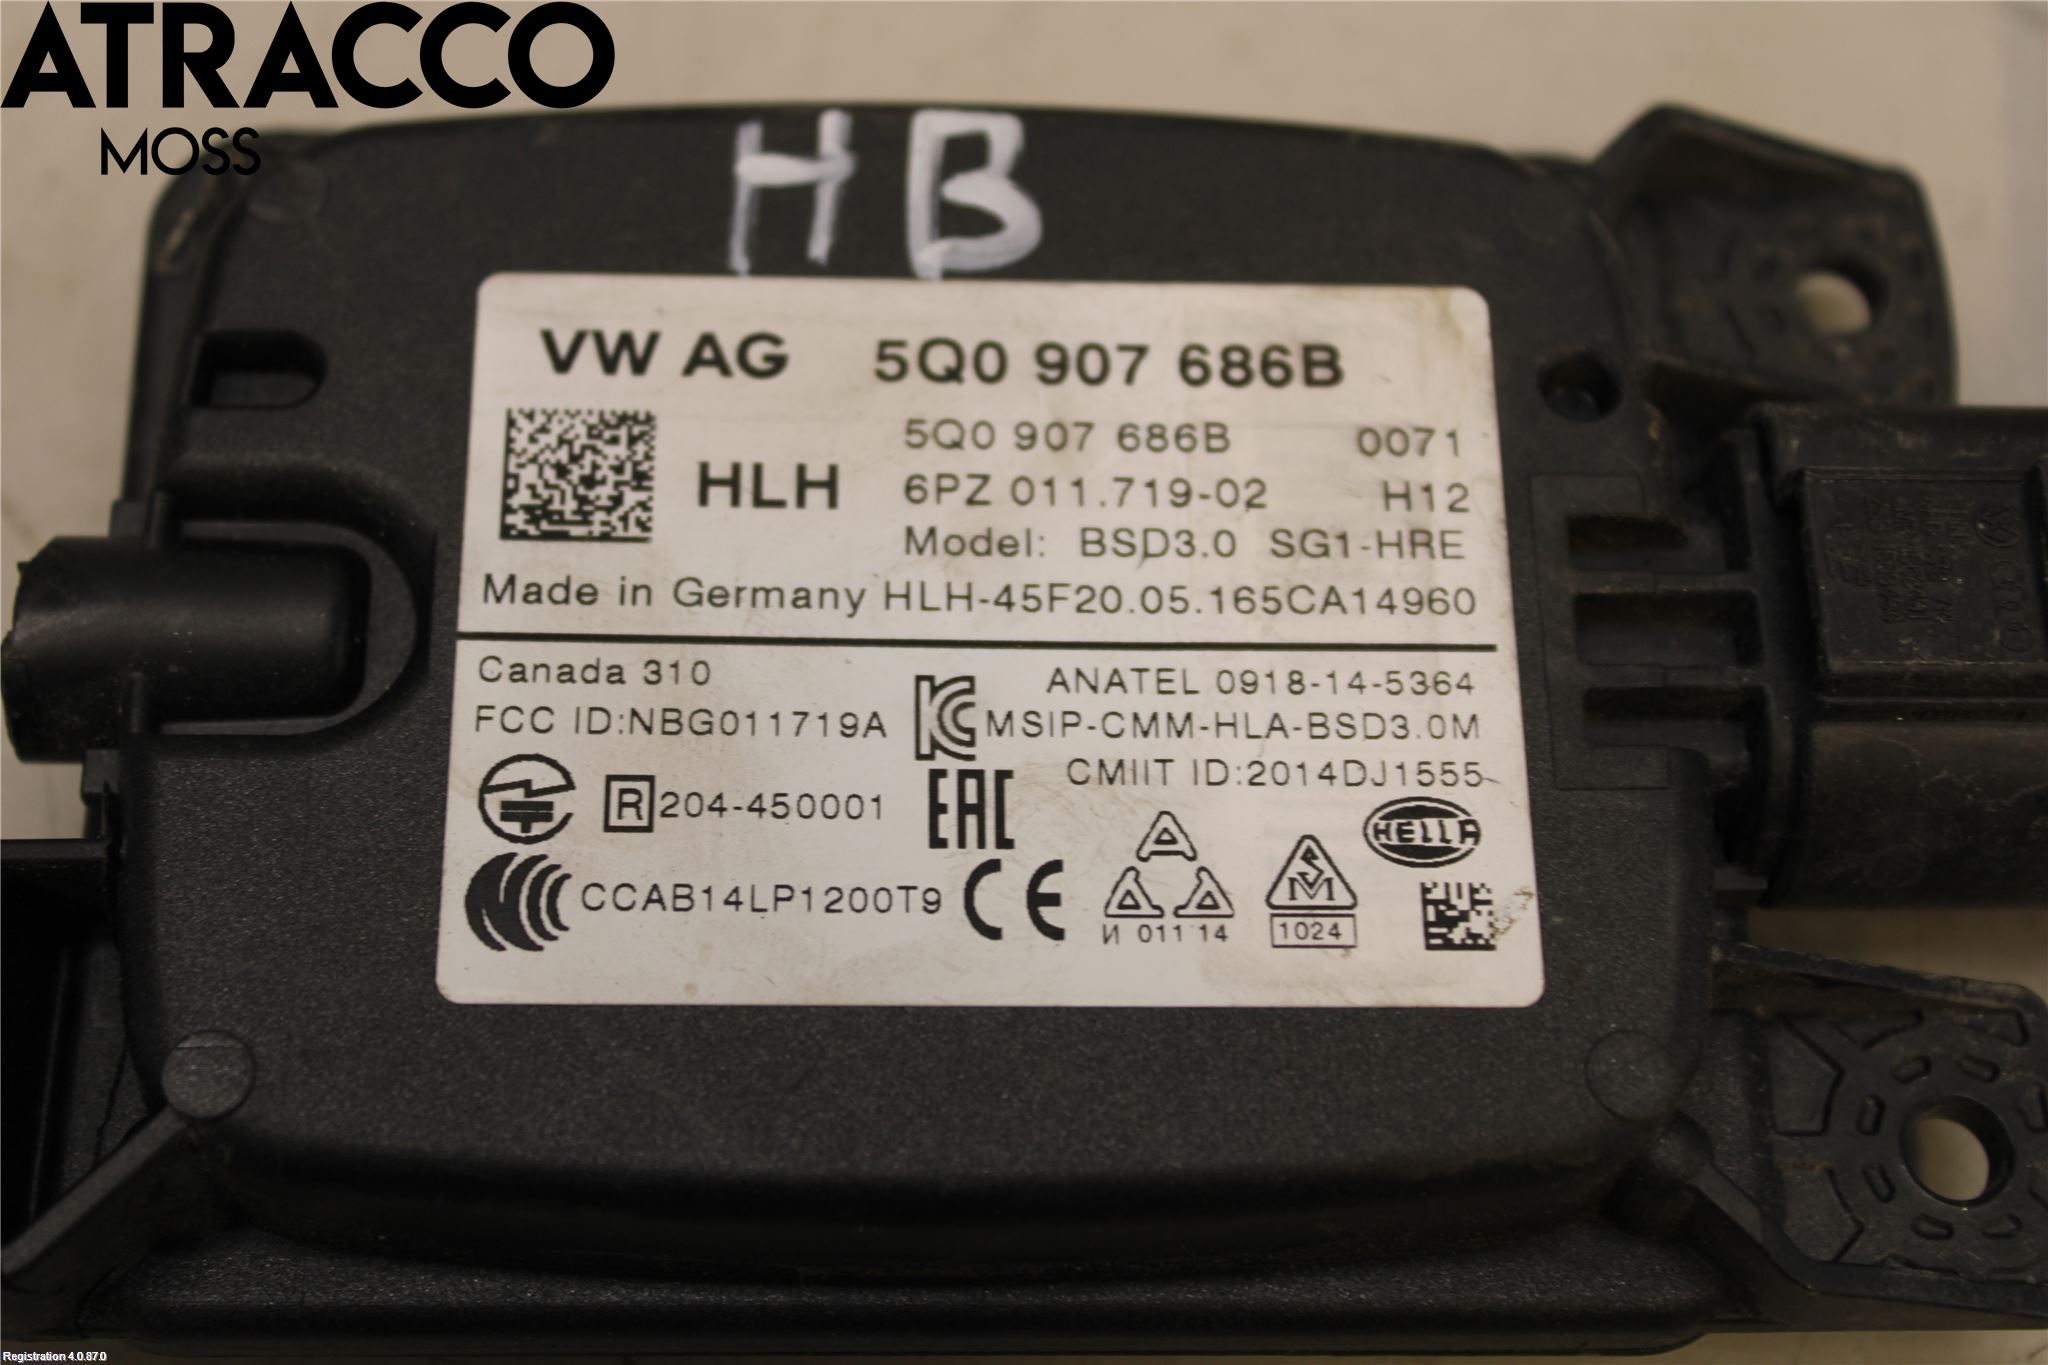 ATRACCO
MOSS
HB
VW AG 5Q0 907 686B
5Q0 907 686B 0071
HLH 6PZ 011.719-02 H12
Model: BSD3.0 SG1-HRE
Made in Germany HLH-45F20.05.165CA14960
Canada 310 ANATEL 0918-14-5364
FCC ID:NBG011719A MSIP-CMM-HLA-BSD3.0M
CMIIT ID:2014DJ1555
R 204-450001 EAC HELLA
CCAB14LP1200T9 CE
И 011 14 SM 1024
Registration 4.0.87.0